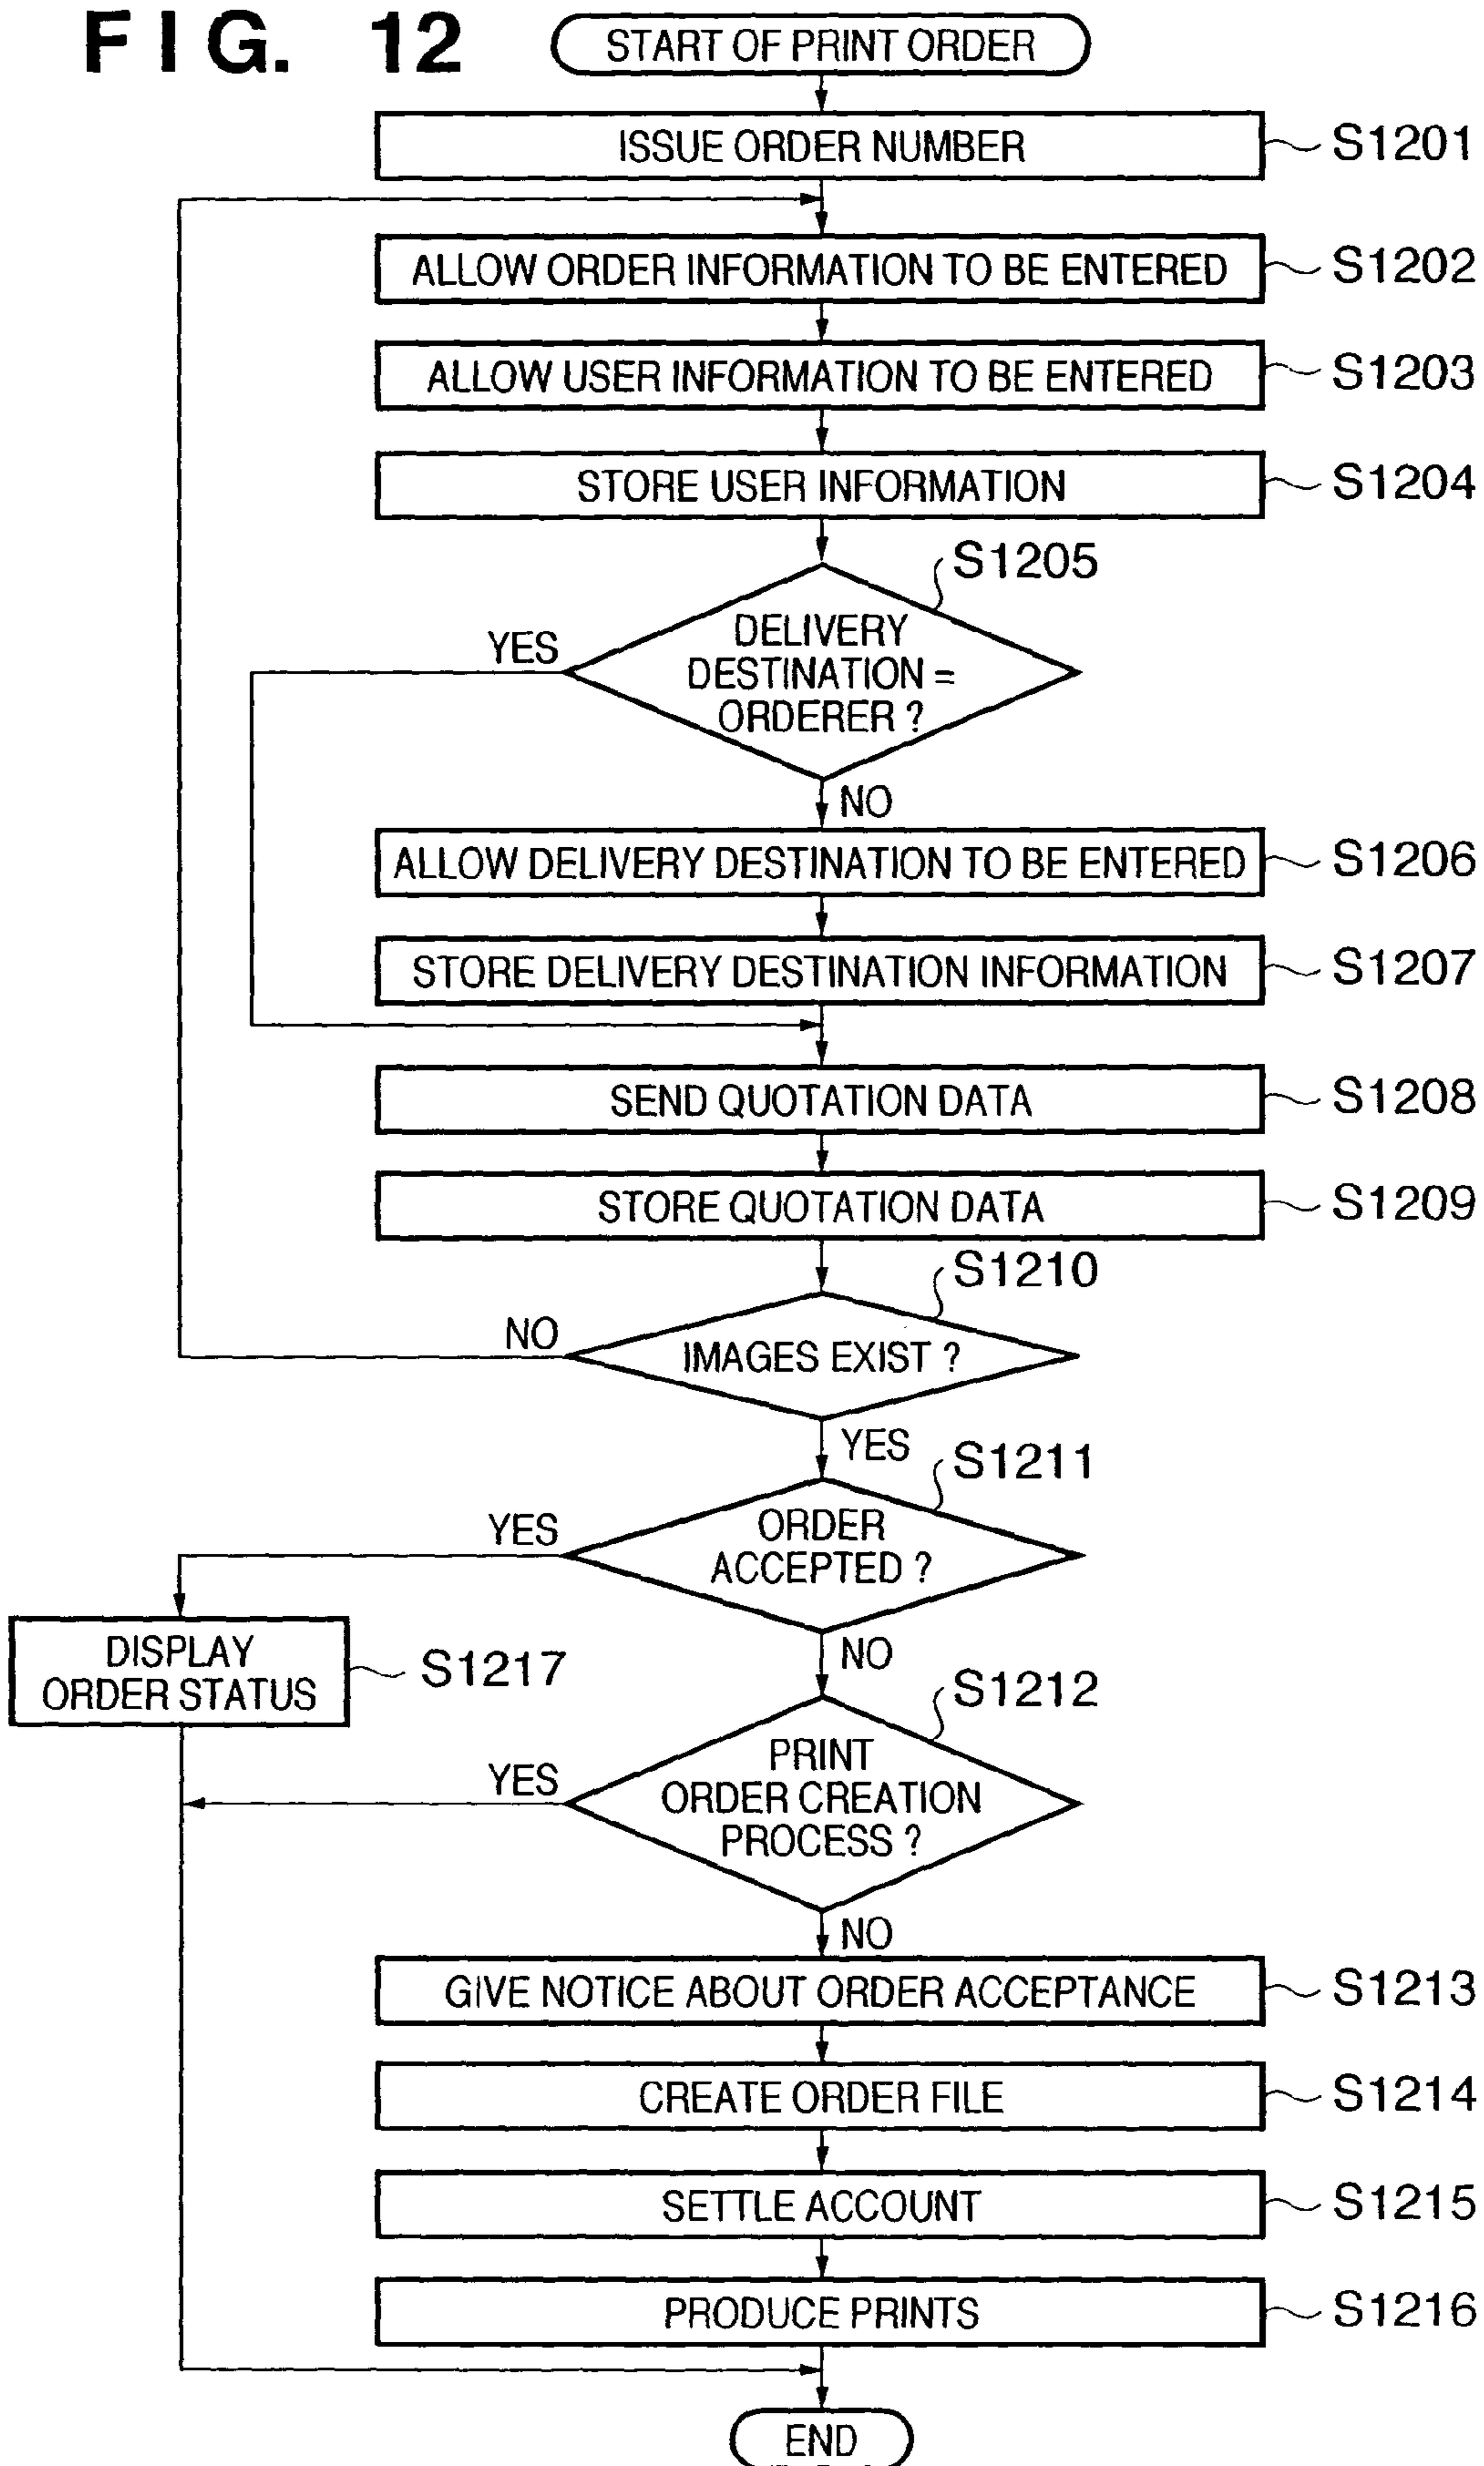 FIG. 12
START OF PRINT ORDER
ISSUE ORDER NUMBER
S1201
ALLOW ORDER INFORMATION TO BE ENTERED
S1202
ALLOW USER INFORMATION TO BE ENTERED
S1203
STORE USER INFORMATION
S1204
S1205
DELIVERY
DESTINATION =
ORDERER ?
YES
NO
ALLOW DELIVERY DESTINATION TO BE ENTERED
S1206
STORE DELIVERY DESTINATION INFORMATION
S1207
SEND QUOTATION DATA
S1208
STORE QUOTATION DATA
S1209
S1210
NO
IMAGES EXIST ?
YES
S1211
YES
ORDER
ACCEPTED ?
NO
DISPLAY
ORDER STATUS
S1217
S1212
YES
PRINT
ORDER CREATION
PROCESS ?
NO
GIVE NOTICE ABOUT ORDER ACCEPTANCE
S1213
CREATE ORDER FILE
S1214
SETTLE ACCOUNT
S1215
PRODUCE PRINTS
S1216
END